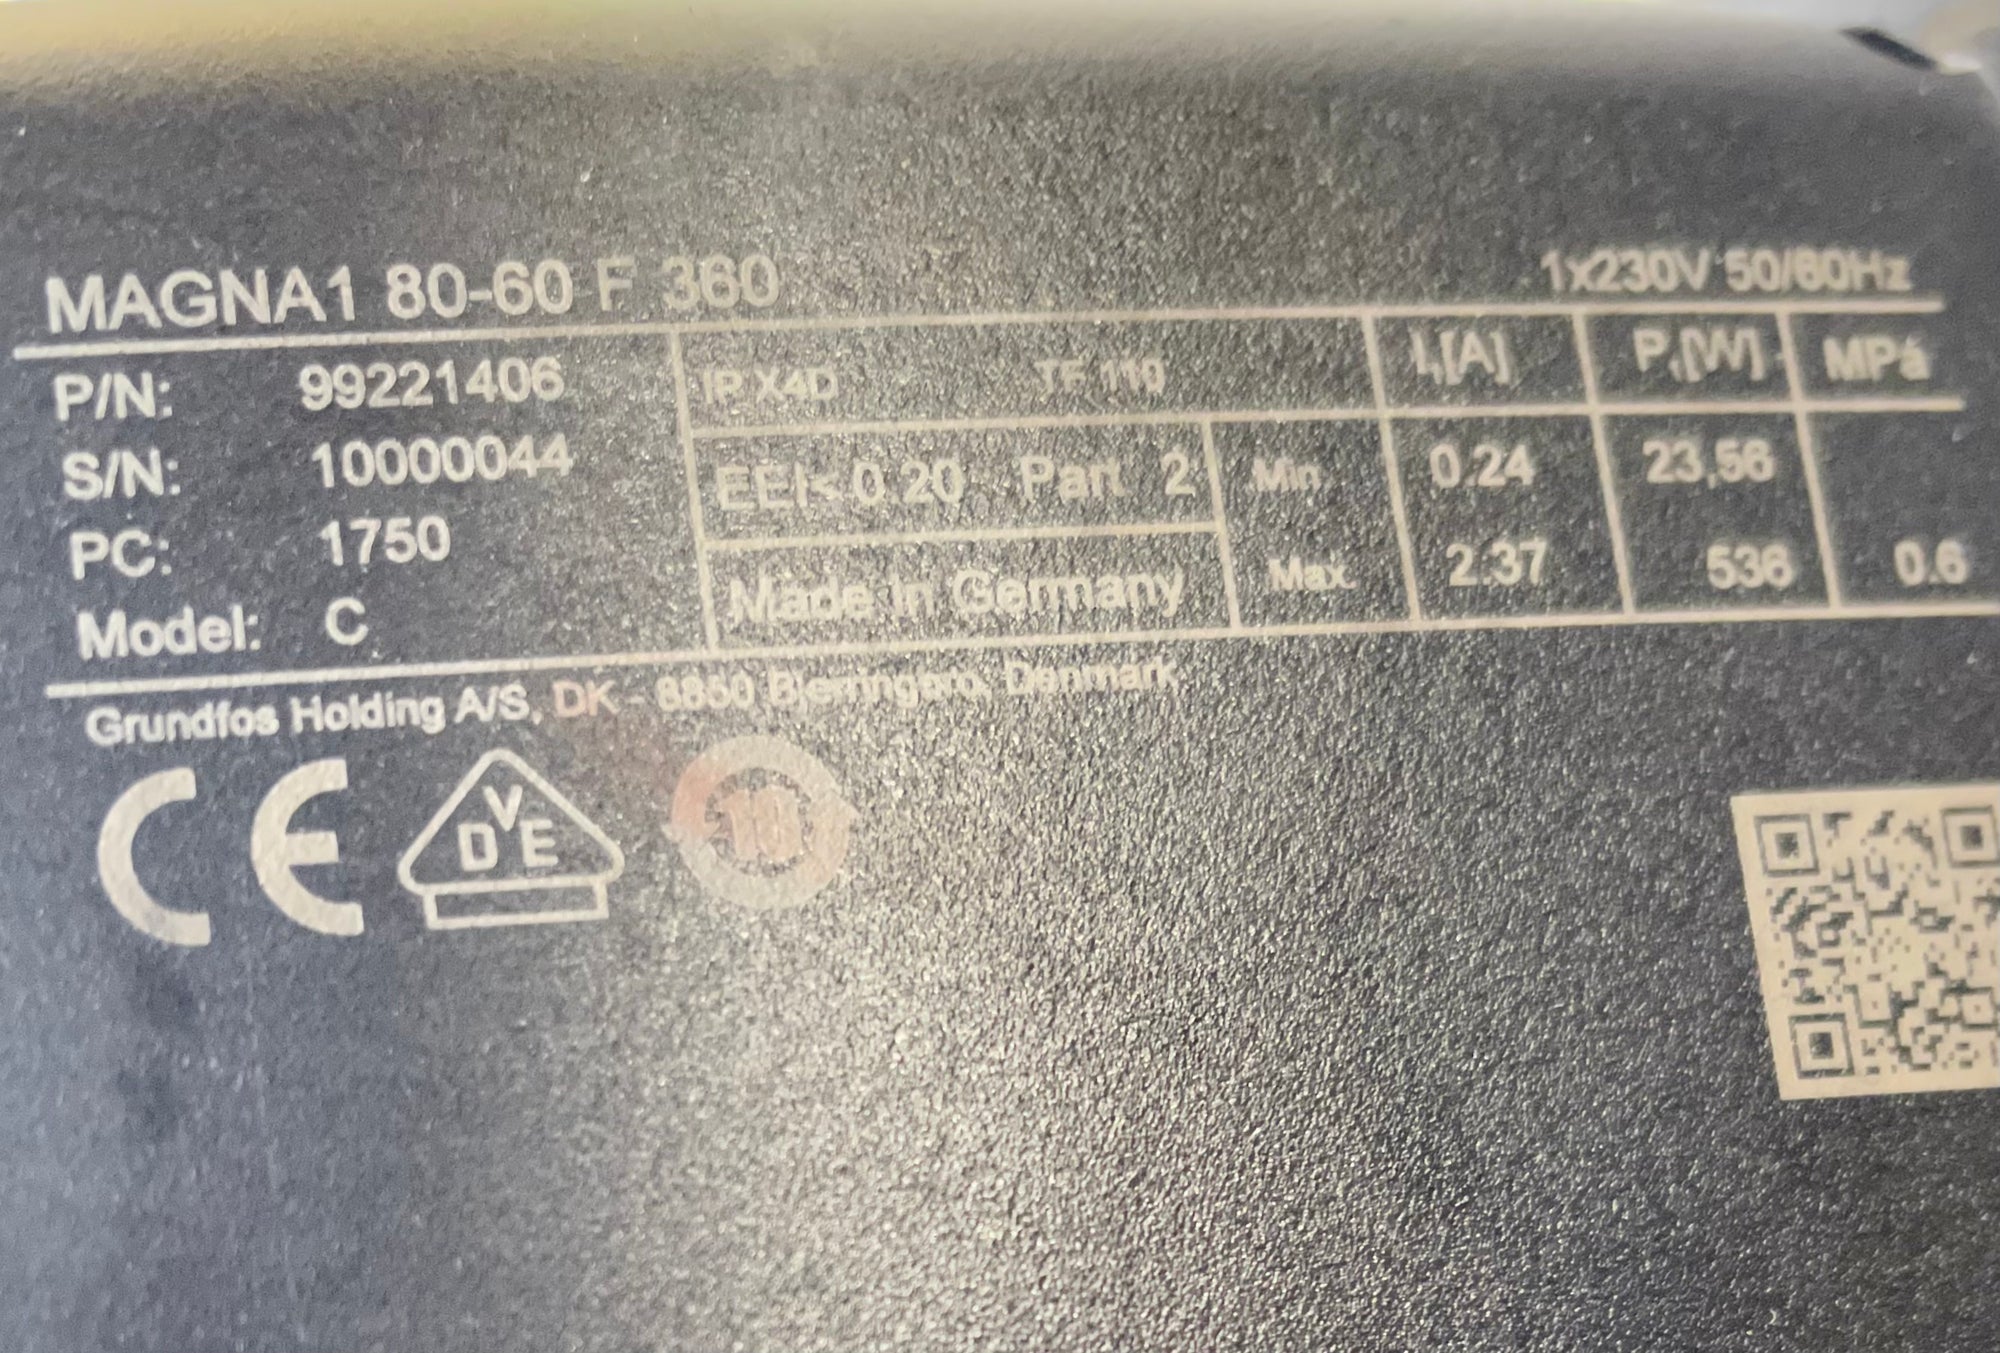 MAGNA1 80-60 F 360 1x230V 50/60Hz
P/N: 99221406 IP X4D TF 110 I₁[A] P₁[W] MPa
S/N: 10000044 EEI< 0.20 Part 2 Min 0.24 23,56
PC: 1750 Made in Germany Max 2.37 536 0.6
Model: C
Grundfos Holding A/S, DK - 8850 Bjerringbro, Denmark
CE VDE 10